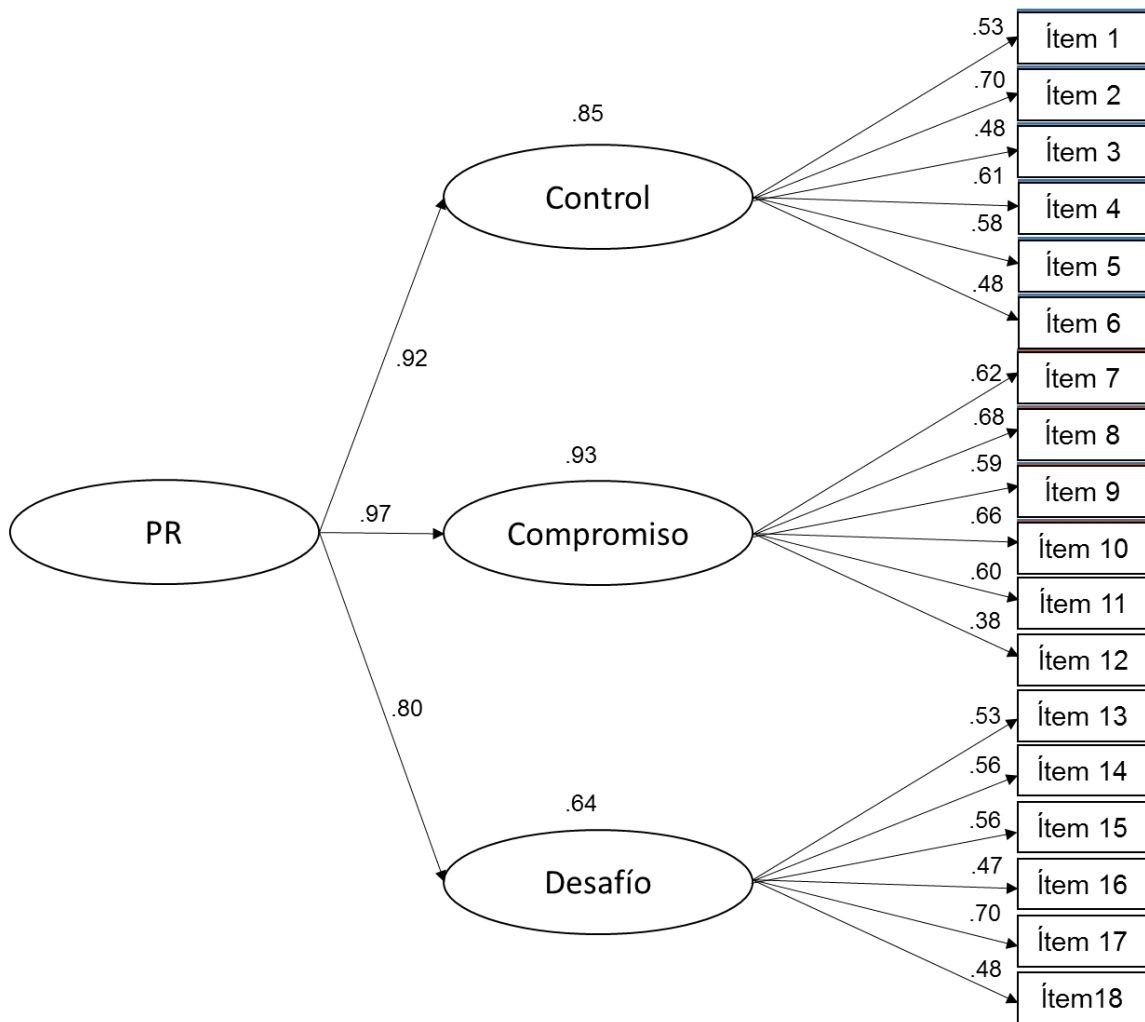 .53
Ítem 1
.70
Ítem 2
.85
.48
Ítem 3
.61
Ítem 4
Control
.58
Ítem 5
.48
Ítem 6
.92
.62
Ítem 7
.68
Ítem 8
.93
.59
Ítem 9
.97
.66
PR
Compromiso
Ítem 10
.60
Ítem 11
.38
Ítem 12
.80
.53
Ítem 13
.56
Ítem 14
.64
.56
Ítem 15
.47
Desafío
Ítem 16
.70
Ítem 17
.48
Ítem18